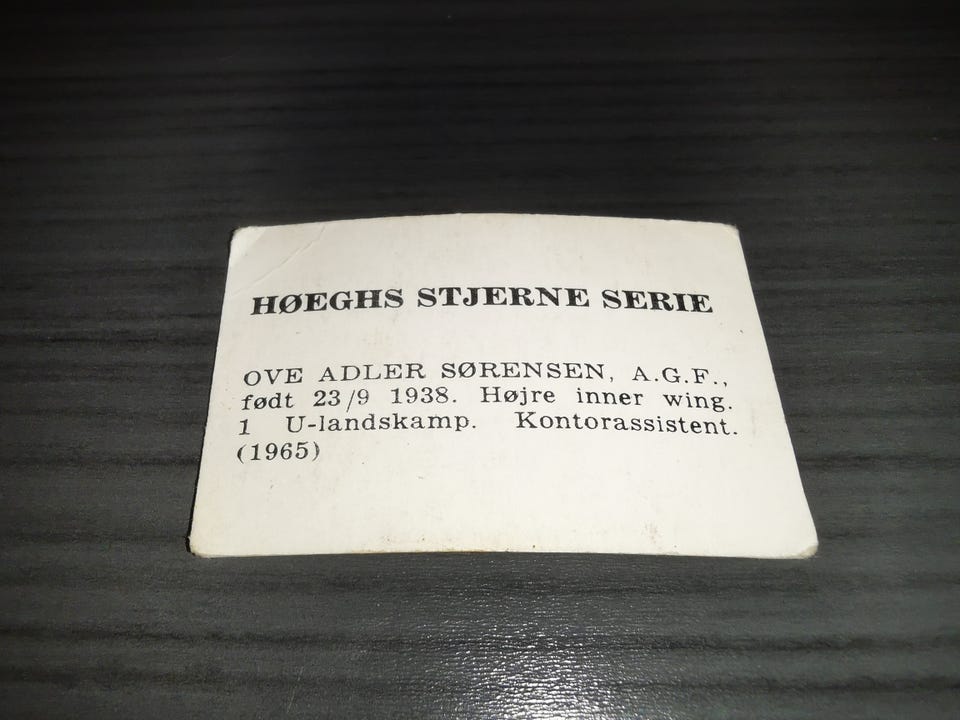 HØEGHS STJERNE SERIE
OVE ADLER SØRENSEN, A.G.F.,
født 23/9 1938. Højre inner wing.
1 U-landskamp. Kontorassistent.
(1965)